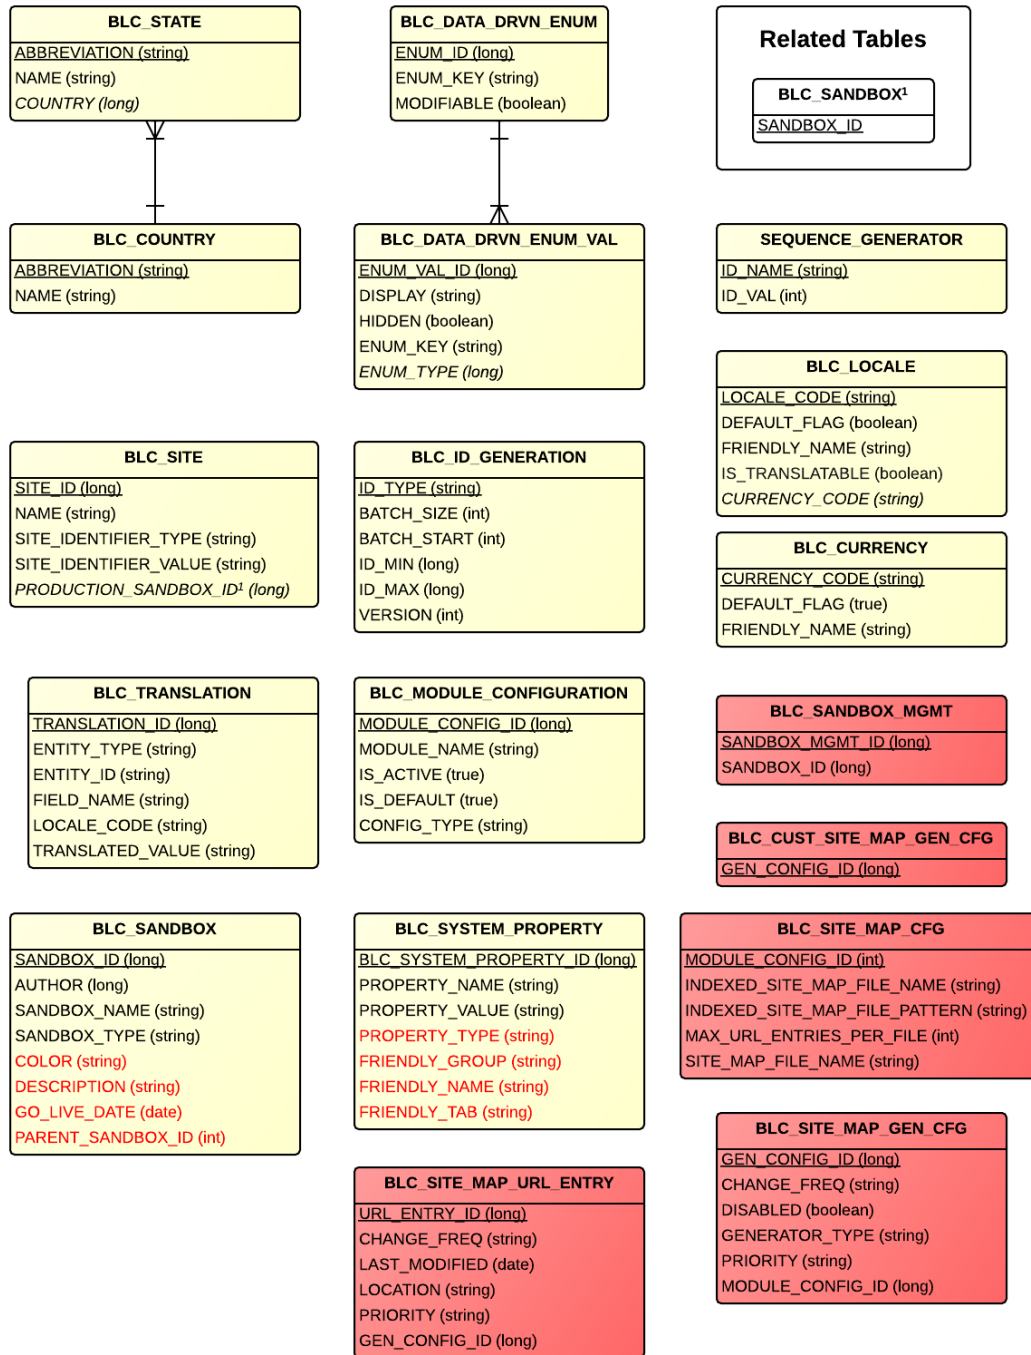 BLC_STATE
ABBREVIATION (string)
NAME (string)
COUNTRY (long)
BLC_DATA_DRVN_ENUM
ENUM_ID (long)
ENUM_KEY (string)
MODIFIABLE (boolean)
Related Tables
BLC_SANDBOX¹
SANDBOX_ID
BLC_COUNTRY
ABBREVIATION (string)
NAME (string)
BLC_DATA_DRVN_ENUM_VAL
ENUM_VAL_ID (long)
DISPLAY (string)
HIDDEN (boolean)
ENUM_KEY (string)
ENUM_TYPE (long)
SEQUENCE_GENERATOR
ID_NAME (string)
ID_VAL (int)
BLC_LOCALE
LOCALE_CODE (string)
DEFAULT_FLAG (boolean)
FRIENDLY_NAME (string)
IS_TRANSLATABLE (boolean)
CURRENCY_CODE (string)
BLC_SITE
SITE_ID (long)
NAME (string)
SITE_IDENTIFIER_TYPE (string)
SITE_IDENTIFIER_VALUE (string)
PRODUCTION_SANDBOX_ID¹ (long)
BLC_ID_GENERATION
ID_TYPE (string)
BATCH_SIZE (int)
BATCH_START (int)
ID_MIN (long)
ID_MAX (long)
VERSION (int)
BLC_CURRENCY
CURRENCY_CODE (string)
DEFAULT_FLAG (true)
FRIENDLY_NAME (string)
BLC_TRANSLATION
TRANSLATION_ID (long)
ENTITY_TYPE (string)
ENTITY_ID (string)
FIELD_NAME (string)
LOCALE_CODE (string)
TRANSLATED_VALUE (string)
BLC_MODULE_CONFIGURATION
MODULE_CONFIG_ID (long)
MODULE_NAME (string)
IS_ACTIVE (true)
IS_DEFAULT (true)
CONFIG_TYPE (string)
BLC_SANDBOX_MGMT
SANDBOX_MGMT_ID (long)
SANDBOX_ID (long)
BLC_CUST_SITE_MAP_GEN_CFG
GEN_CONFIG_ID (long)
BLC_SANDBOX
SANDBOX_ID (long)
AUTHOR (long)
SANDBOX_NAME (string)
SANDBOX_TYPE (string)
COLOR (string)
DESCRIPTION (string)
GO_LIVE_DATE (date)
PARENT_SANDBOX_ID (int)
BLC_SYSTEM_PROPERTY
BLC_SYSTEM_PROPERTY_ID (long)
PROPERTY_NAME (string)
PROPERTY_VALUE (string)
PROPERTY_TYPE (string)
FRIENDLY_GROUP (string)
FRIENDLY_NAME (string)
FRIENDLY_TAB (string)
BLC_SITE_MAP_CFG
MODULE_CONFIG_ID (int)
INDEXED_SITE_MAP_FILE_NAME (string)
INDEXED_SITE_MAP_FILE_PATTERN (string)
MAX_URL_ENTRIES_PER_FILE (int)
SITE_MAP_FILE_NAME (string)
BLC_SITE_MAP_URL_ENTRY
URL_ENTRY_ID (long)
CHANGE_FREQ (string)
LAST_MODIFIED (date)
LOCATION (string)
PRIORITY (string)
GEN_CONFIG_ID (long)
BLC_SITE_MAP_GEN_CFG
GEN_CONFIG_ID (long)
CHANGE_FREQ (string)
DISABLED (boolean)
GENERATOR_TYPE (string)
PRIORITY (string)
MODULE_CONFIG_ID (long)